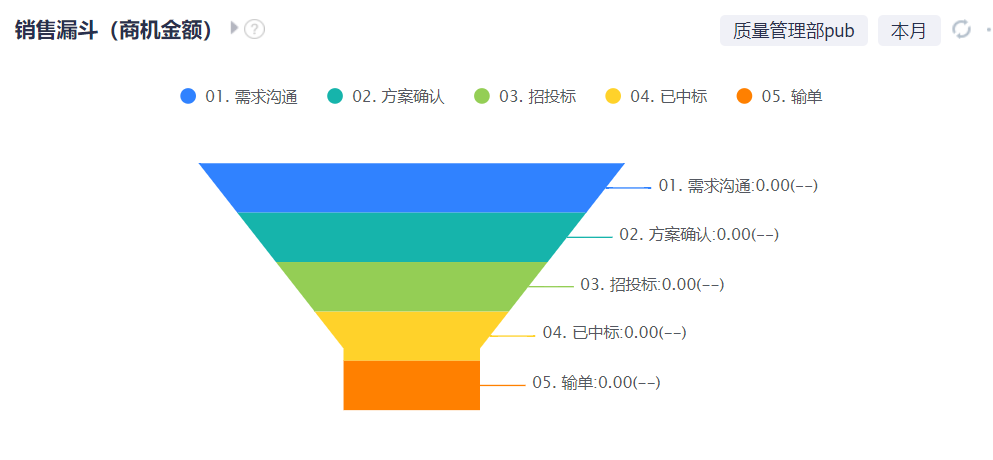 销售漏斗（商机金额） ?
质量管理部pub 本月
01. 需求沟通 02. 方案确认 03. 招投标 04. 已中标 05. 输单
01. 需求沟通:0.00(--)
02. 方案确认:0.00(--)
03. 招投标:0.00(--)
04. 已中标:0.00(--)
05. 输单:0.00(--)